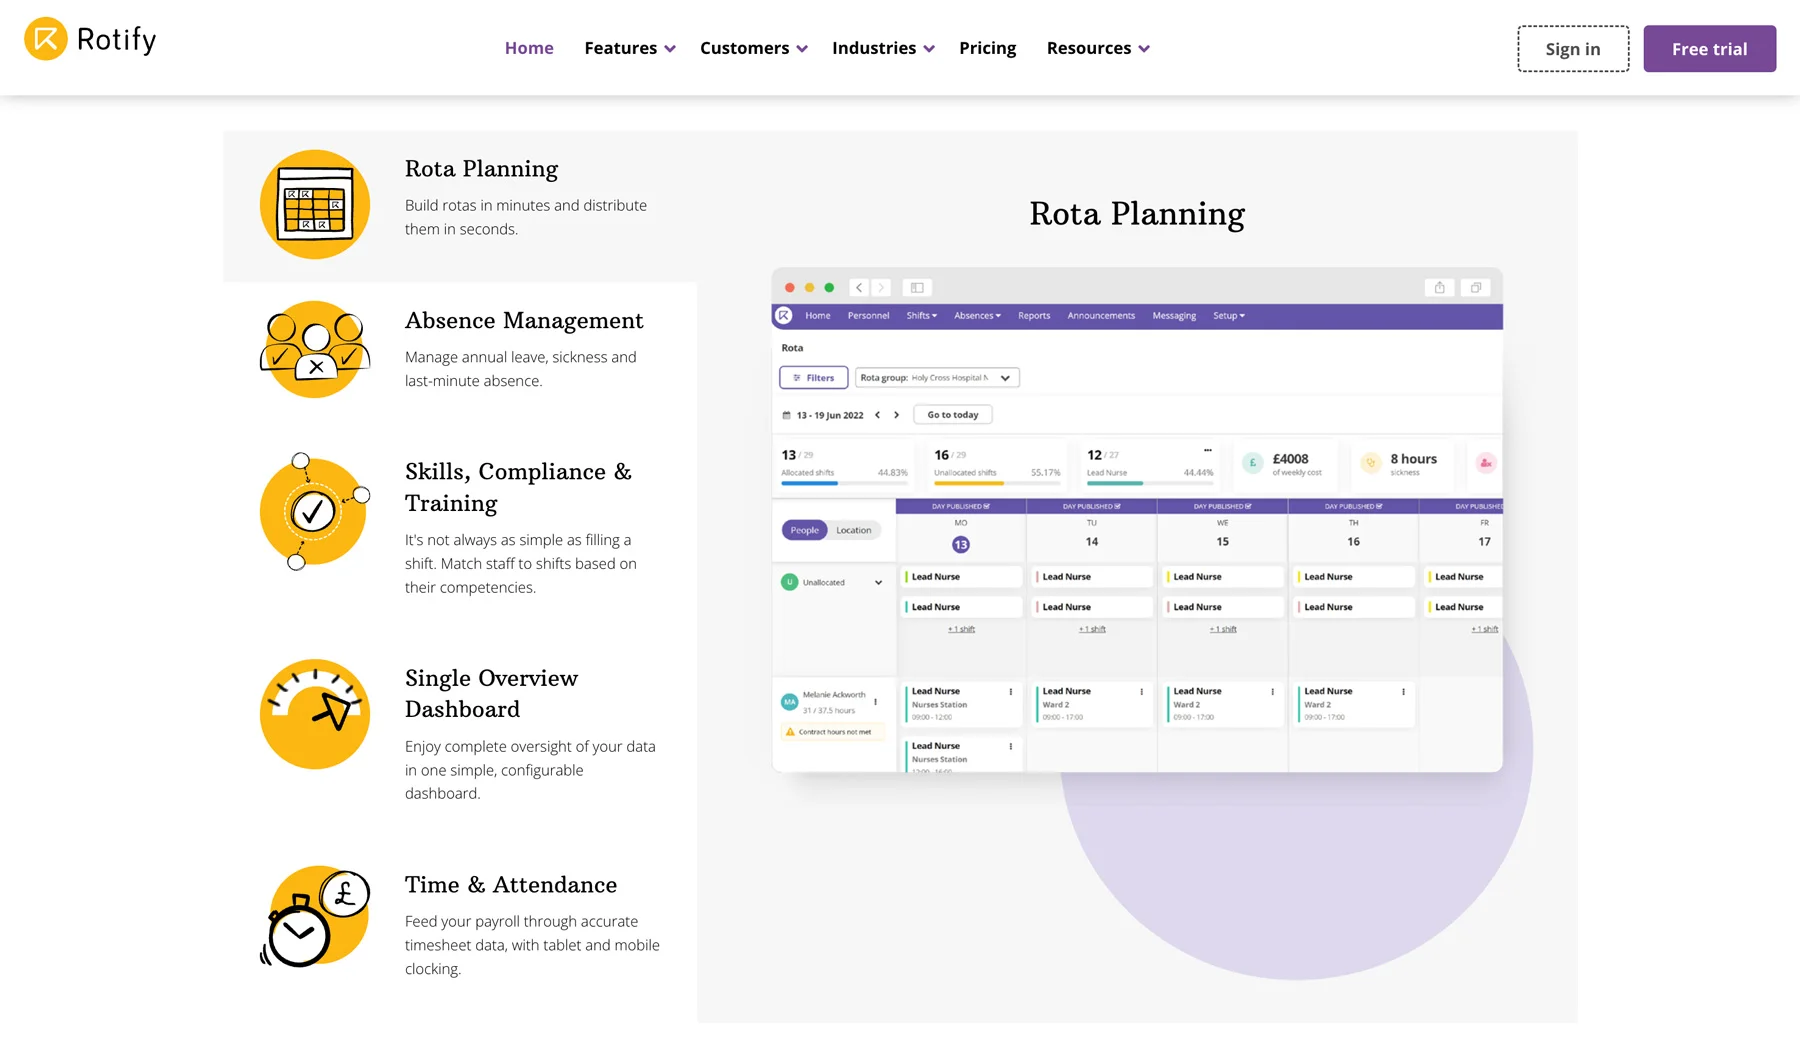 Rotify
Home Features Customers Industries Pricing Resources
Sign in Free trial
Rota Planning
Build rotas in minutes and distribute
them in seconds.
Absence Management
Manage annual leave, sickness and
last-minute absence.
Skills, Compliance &
Training
It's not always as simple as filling a
shift. Match staff to shifts based on
their competencies.
Single Overview
Dashboard
Enjoy complete oversight of your data
in one simple, configurable
dashboard.
Time & Attendance
Feed your payroll through accurate
timesheet data, with tablet and mobile
clocking.
Rota Planning
Home Personnel Shifts Absences Reports Announcements Messaging Setup
Rota
Filters Rota group: Holy Cross Hospital
13 - 19 Jun 2022 Go to today
13 / 29 16 / 29 12 / 27 £4008 8 hours
Allocated shifts 44.83% Unallocated shifts 55.17% Lead Nurse 44.44% of weekly cost sickness
DAY PUBLISHED DAY PUBLISHED DAY PUBLISHED DAY PUBLISHED DAY PUBLISHE
MO TU WE TH FR
People Location
13 14 15 16 17
U Unallocated
Lead Nurse Lead Nurse Lead Nurse Lead Nurse Lead Nurse
Lead Nurse Lead Nurse Lead Nurse Lead Nurse Lead Nurse
+ 1 shift + 1 shift + 1 shift + 1 shift
MA Melanie Ackworth
31 / 37.5 hours
Contract hours not met
Lead Nurse Lead Nurse Lead Nurse Lead Nurse
Nurses Station Ward 2 Ward 2 Ward 2
09:00 - 12:00 09:00 - 17:00 09:00 - 17:00 09:00 - 17:00
Lead Nurse
Nurses Station
12:00 - 16:00